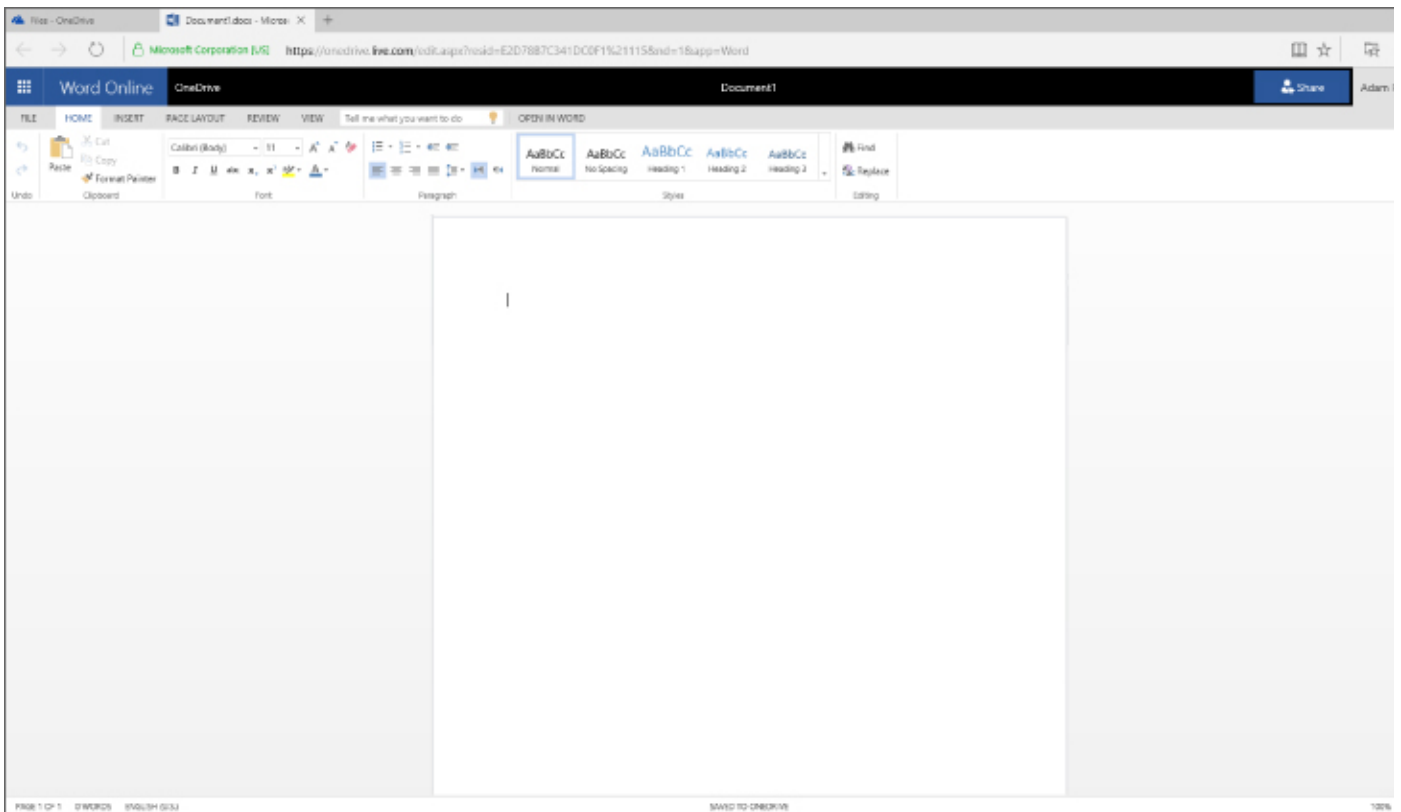 Files - OneDrive Document1.docx - Micros
Microsoft Corporation [US] https://onedrive.live.com/edit.aspx?resid=E2D78B7C341DC0F1%21115&nd=1&app=Word
Word Online OneDrive Document1 Share Adam
FILE HOME INSERT PAGE LAYOUT REVIEW VIEW Tell me what you want to do OPEN IN WORD
Cut Calibri (Body) 11 Find
Paste Copy AaBbCc AaBbCc AaBbCc AaBbCc AaBbCc
Format Painter B I U abc Normal No Spacing Heading 1 Heading 2 Heading 3 Replace
Undo Clipboard Font Paragraph Styles Editing
PAGE 1 OF 1 0 WORDS ENGLISH (U.S.) SAVED TO ONEDRIVE 100%